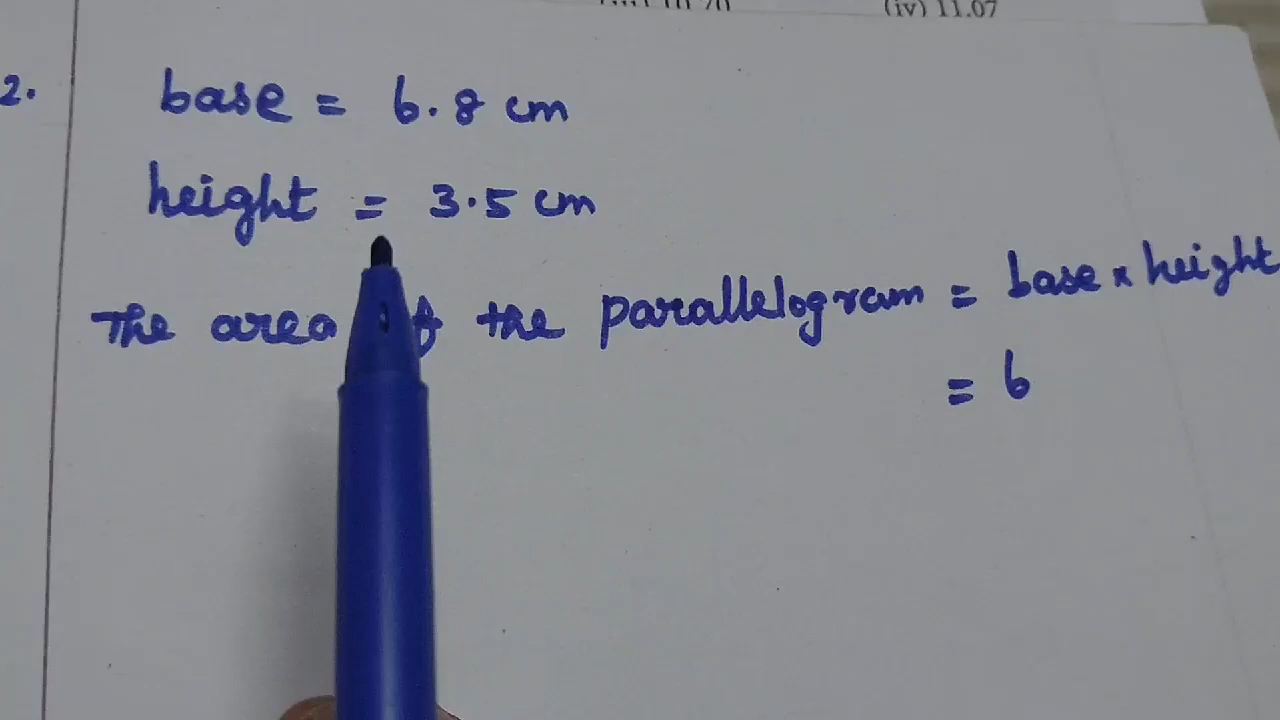 (iv) 11.07
2. base = 6.8 cm
height = 3.5 cm
The area of the parallelogram = base x height
= 6